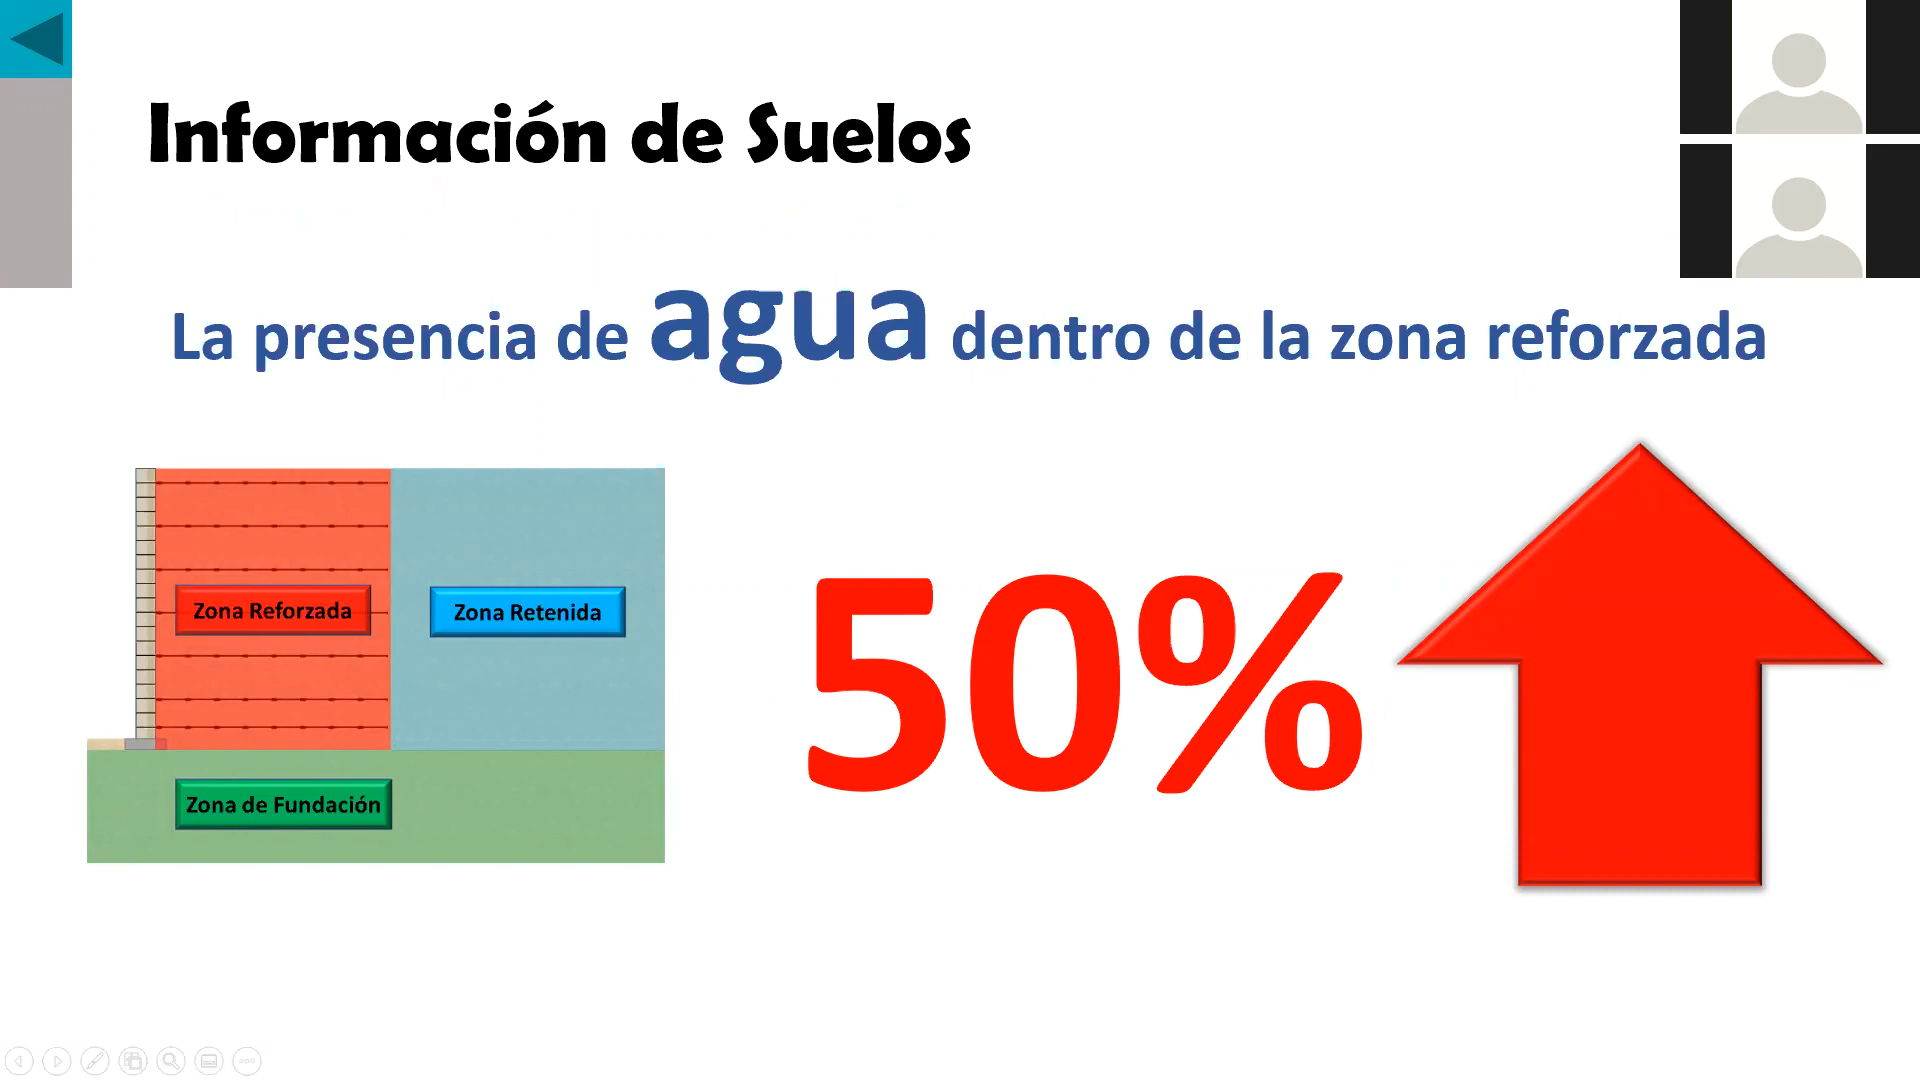 Información de Suelos
La presencia de agua dentro de la zona reforzada
Zona Reforzada
Zona Retenida
50%
Zona de Fundación